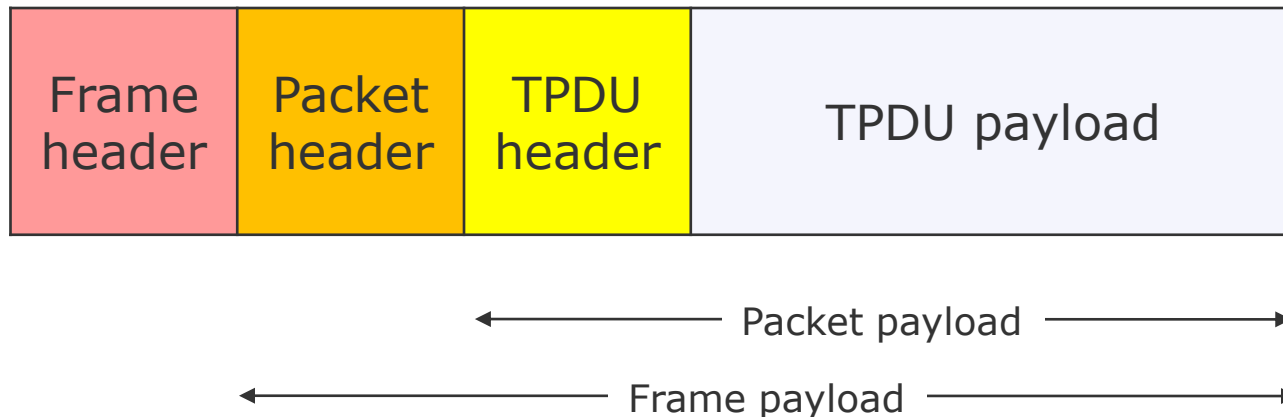 Frame
header
Packet
header
TPDU
header
TPDU payload
Packet payload
Frame payload